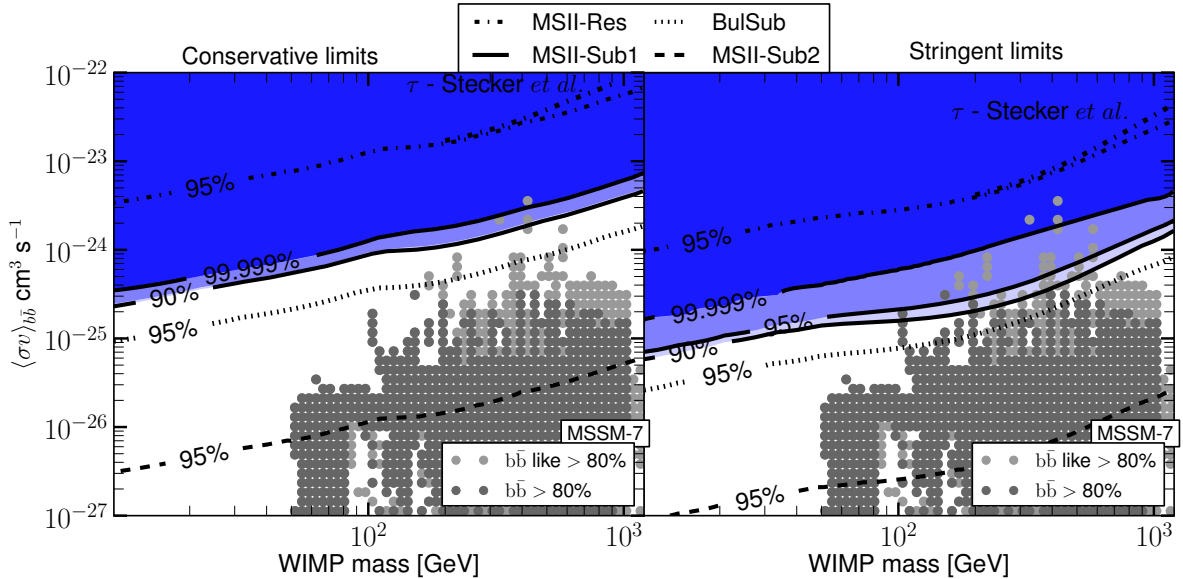 MSII-Res
BulSub
MSII-Sub1
MSII-Sub2
Conservative limits
Stringent limits
⟨σv⟩bb̄ cm³ s⁻¹
10⁻²²
10⁻²³
10⁻²⁴
10⁻²⁵
10⁻²⁶
10⁻²⁷
τ - Stecker et al.
95%
99.999%
90%
95%
95%
MSSM-7
bb̄ like > 80%
bb̄ > 80%
10²
10³
WIMP mass [GeV]
τ - Stecker et al.
95%
99.999%
95%
90%
95%
95%
MSSM-7
bb̄ like > 80%
bb̄ > 80%
10²
10³
WIMP mass [GeV]